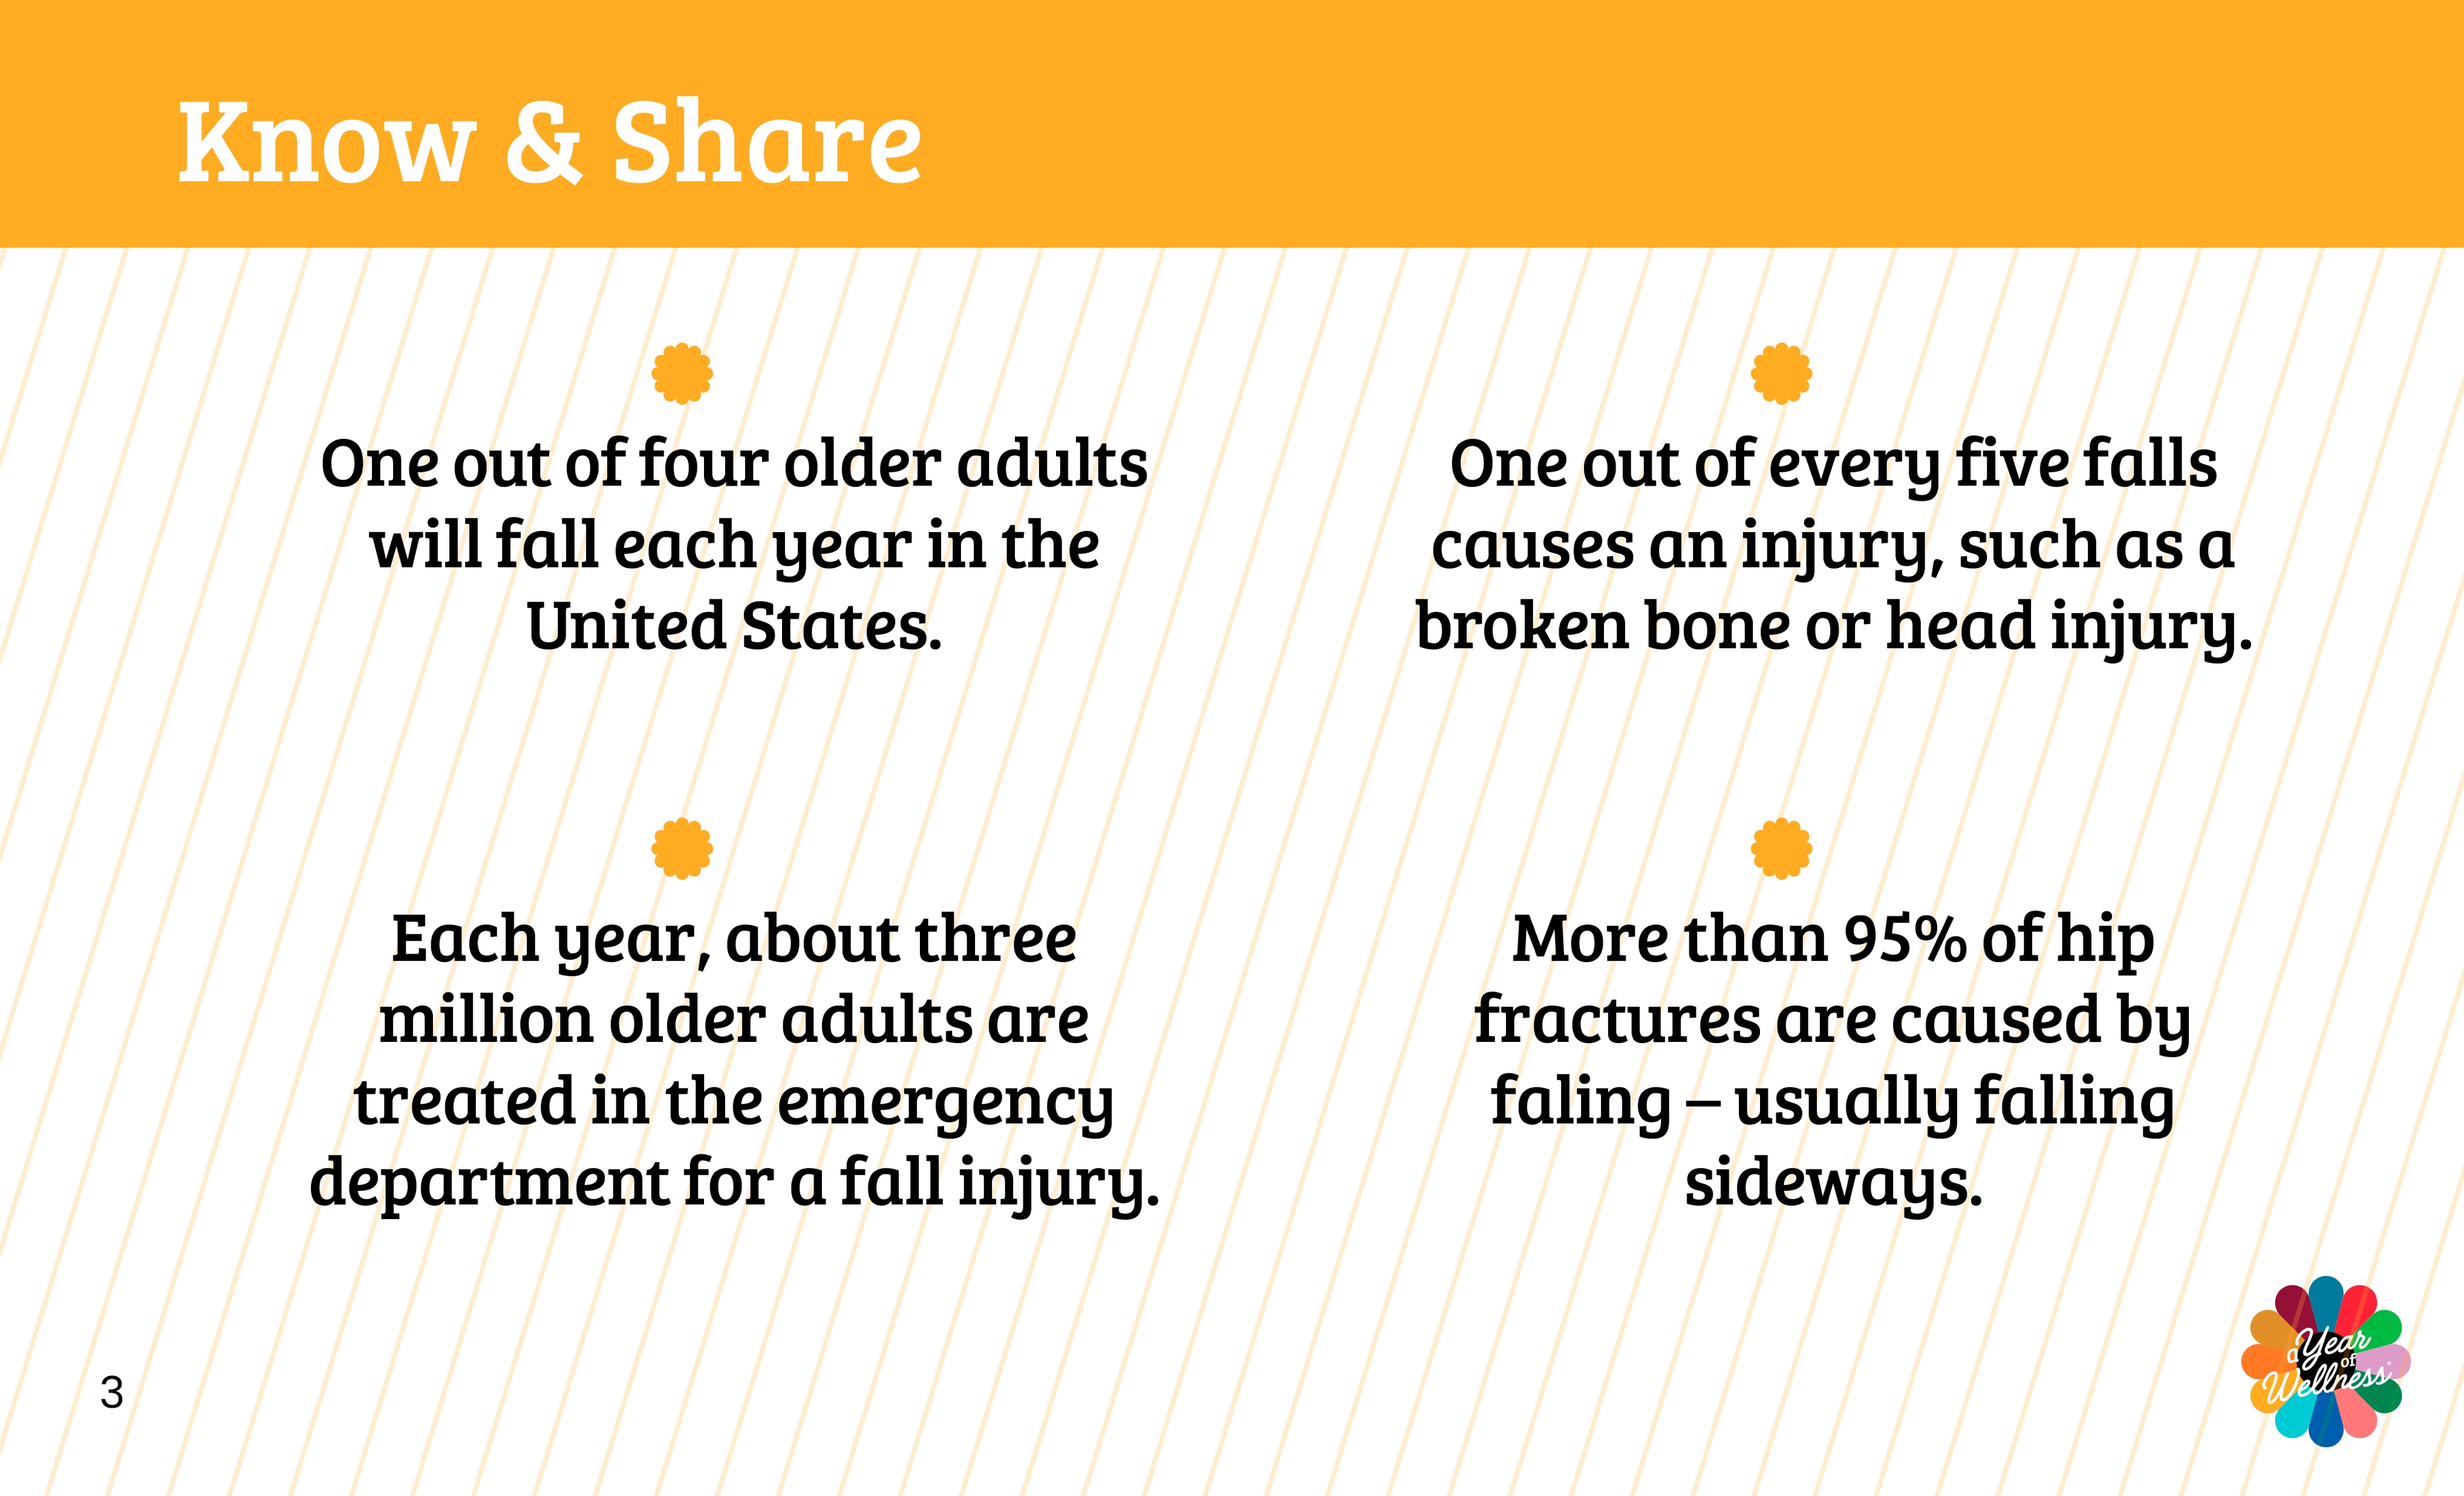 Know & Share
One out of four older adults
will fall each year in the
United States.
One out of every five falls
causes an injury, such as a
broken bone or head injury.
Each year, about three
million older adults are
treated in the emergency
department for a fall injury.
More than 95% of hip
fractures are caused by
faling – usually falling
sideways.
3
a Year
of
Wellness